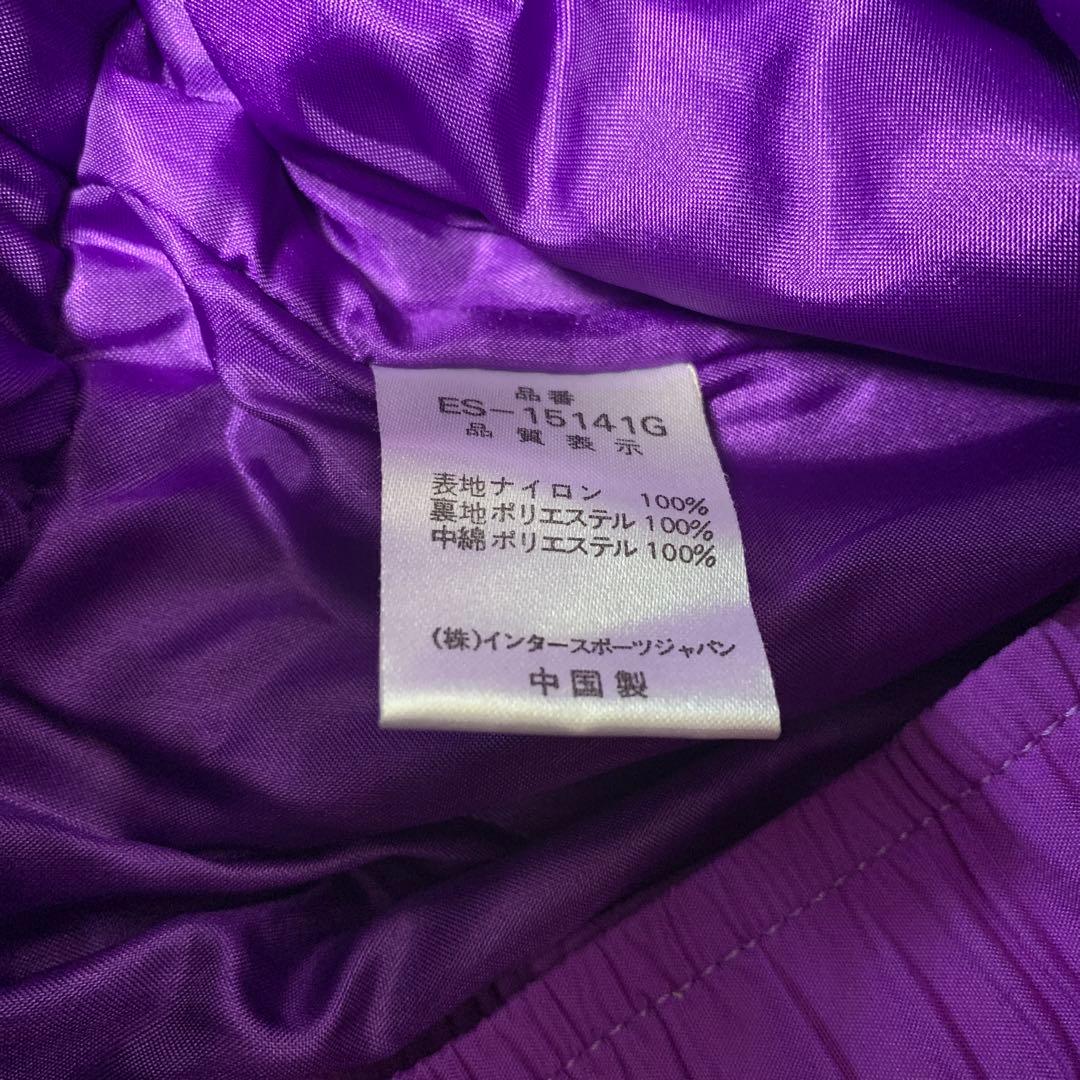 品番
ES-15141G
品質表示
表地ナイロン 100%
裏地ポリエステル 100%
中綿ポリエステル 100%
(株)インタースポーツジャパン
中国製